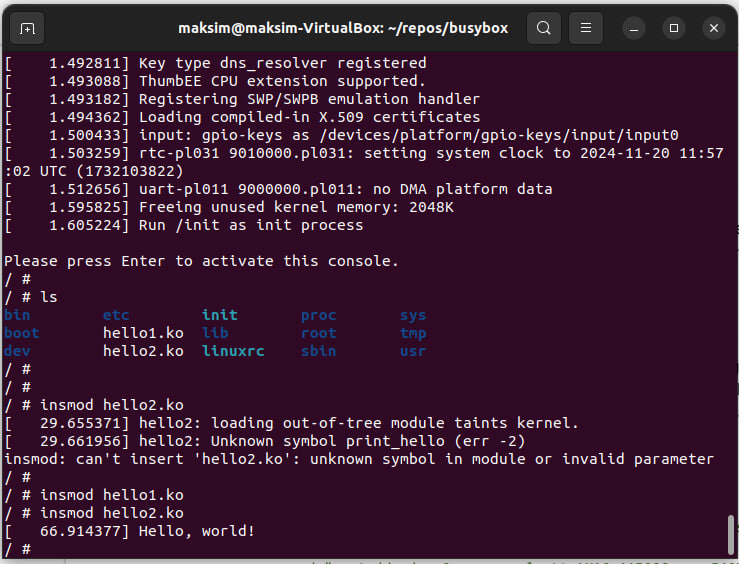 maksim@maksim-VirtualBox: ~/repos/busybox
[    1.492811] Key type dns_resolver registered
[    1.493088] ThumbEE CPU extension supported.
[    1.493182] Registering SWP/SWPB emulation handler
[    1.494362] Loading compiled-in X.509 certificates
[    1.500433] input: gpio-keys as /devices/platform/gpio-keys/input/input0
[    1.503259] rtc-pl031 9010000.pl031: setting system clock to 2024-11-20 11:57
:02 UTC (1732103822)
[    1.512656] uart-pl011 9000000.pl011: no DMA platform data
[    1.595825] Freeing unused kernel memory: 2048K
[    1.605224] Run /init as init process
Please press Enter to activate this console.
/ #
/ # ls
bin        etc        init       proc       sys
boot       hello1.ko  lib        root       tmp
dev        hello2.ko  linuxrc    sbin       usr
/ #
/ #
/ # insmod hello2.ko
[   29.655371] hello2: loading out-of-tree module taints kernel.
[   29.661956] hello2: Unknown symbol print_hello (err -2)
insmod: can't insert 'hello2.ko': unknown symbol in module or invalid parameter
/ #
/ # insmod hello1.ko
/ # insmod hello2.ko
[   66.914377] Hello, world!
/ #